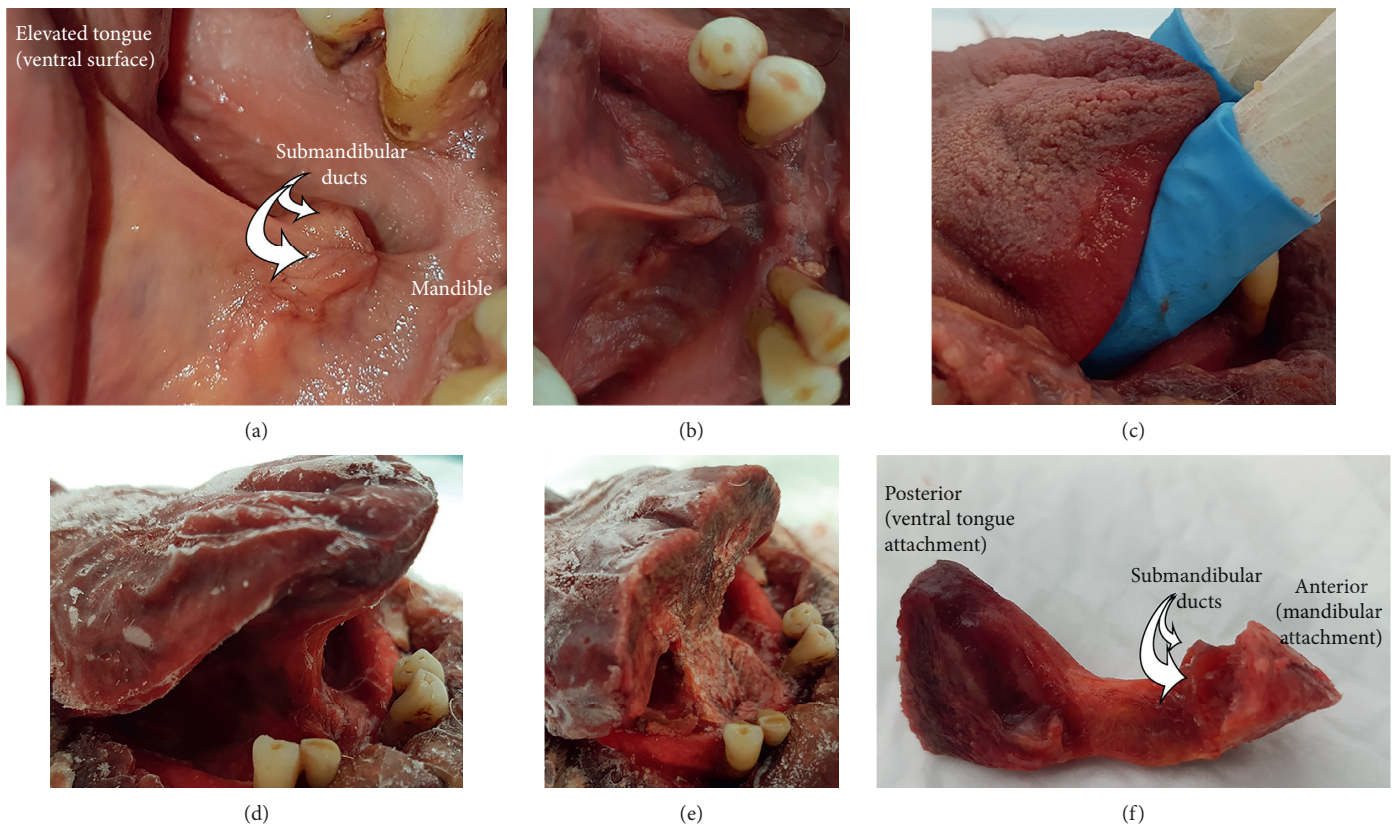 Elevated tongue
(ventral surface)
Submandibular
ducts
Mandible
(a)
(b)
(c)
(d)
(e)
Posterior
(ventral tongue
attachment)
Submandibular
ducts
Anterior
(mandibular
attachment)
(f)